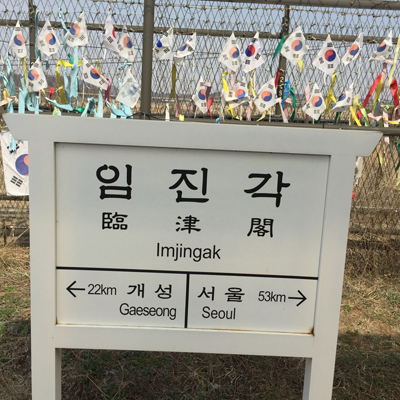 임진각
臨津閣
Imjingak
←22km 개성
Gaeseong
서울 53km→
Seoul